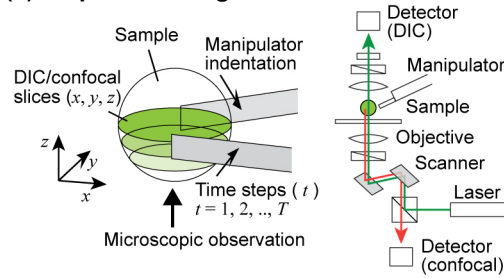 Sample
Manipulator
indentation
DIC/confocal
slices (x, y, z)
z
y
x
Time steps ( t )
t = 1, 2, .., T
Microscopic observation
Detector
(DIC)
Manipulator
Sample
Objective
Scanner
Laser
Detector
(confocal)